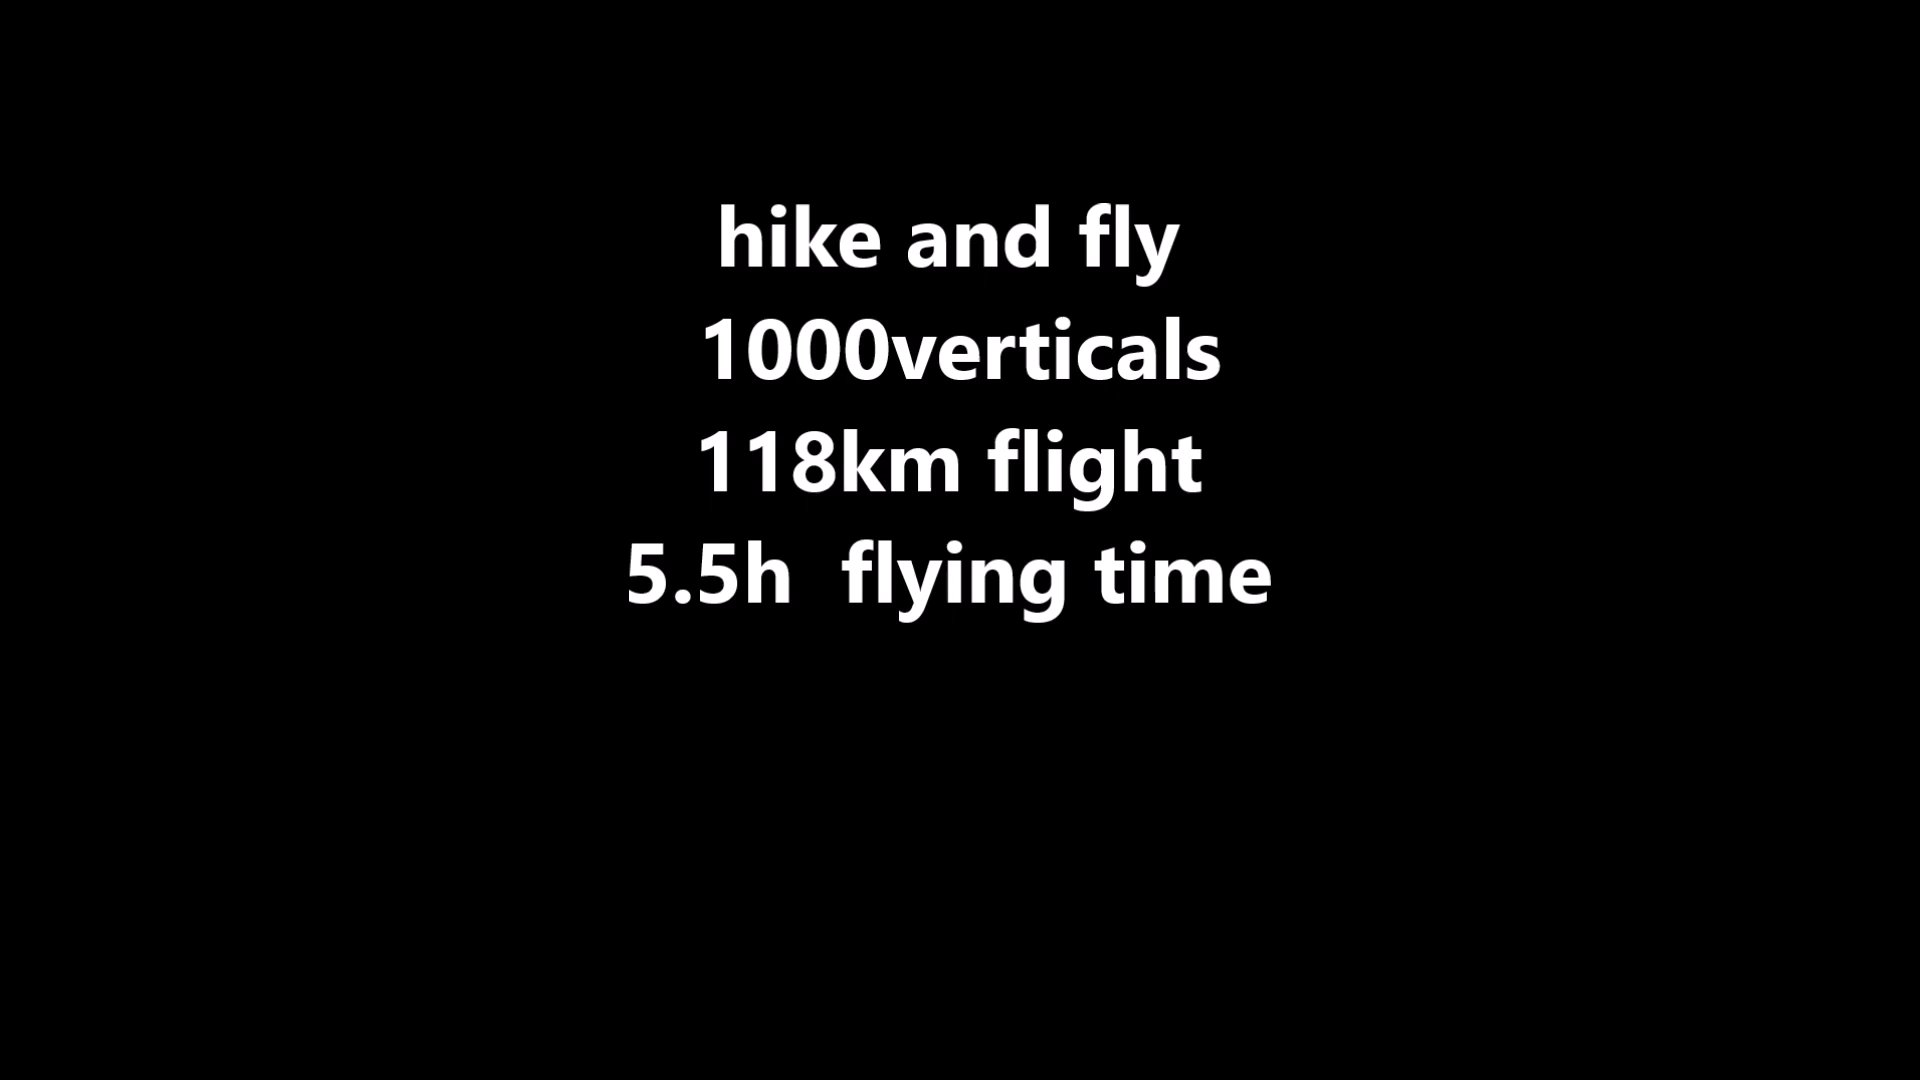 hike and fly
1000verticals
118km flight
5.5h  flying time